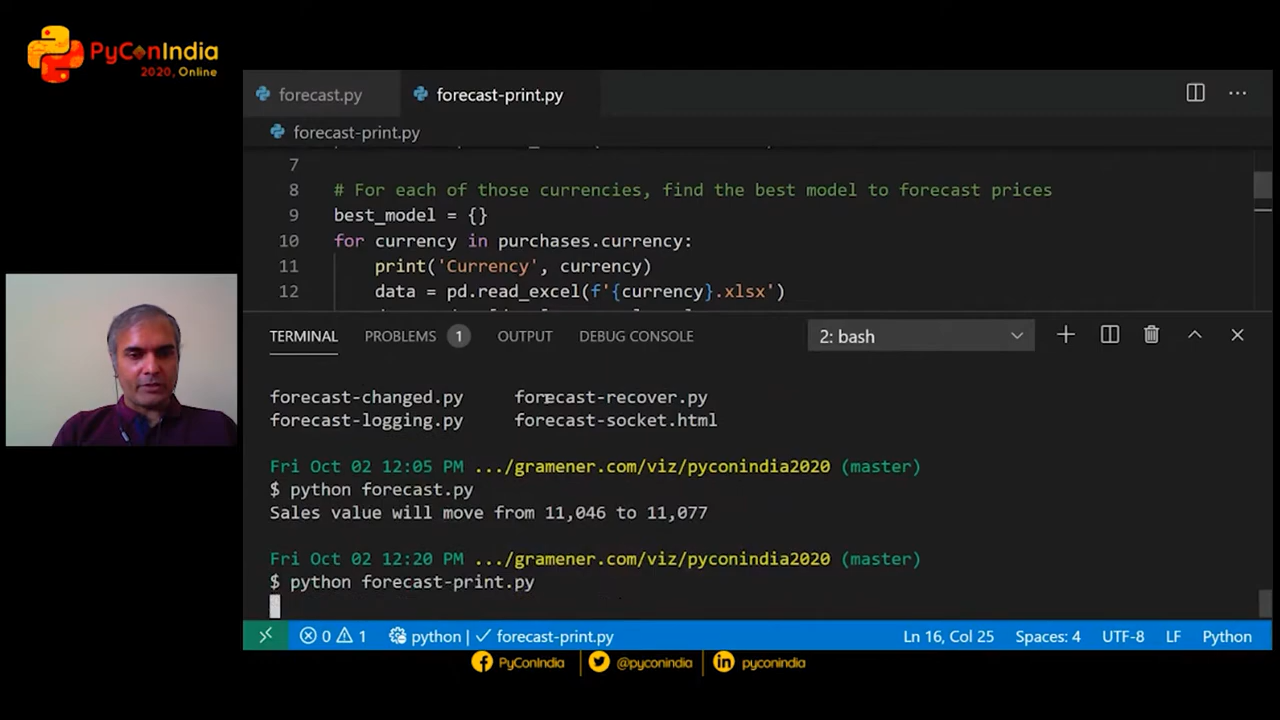 PyConIndia
2020, Online
forecast.py
forecast-print.py
forecast-print.py
7
8 # For each of those currencies, find the best model to forecast prices
9 best_model = {}
10 for currency in purchases.currency:
11 print('Currency', currency)
12 data = pd.read_excel(f'{currency}.xlsx')
TERMINAL PROBLEMS 1 OUTPUT DEBUG CONSOLE 2: bash
forecast-changed.py forecast-recover.py
forecast-logging.py forecast-socket.html
Fri Oct 02 12:05 PM .../gramener.com/viz/pyconindia2020 (master)
$ python forecast.py
Sales value will move from 11,046 to 11,077
Fri Oct 02 12:20 PM .../gramener.com/viz/pyconindia2020 (master)
$ python forecast-print.py
0 1 python | ✓ forecast-print.py Ln 16, Col 25 Spaces: 4 UTF-8 LF Python
PyConIndia @pyconindia pyconindia